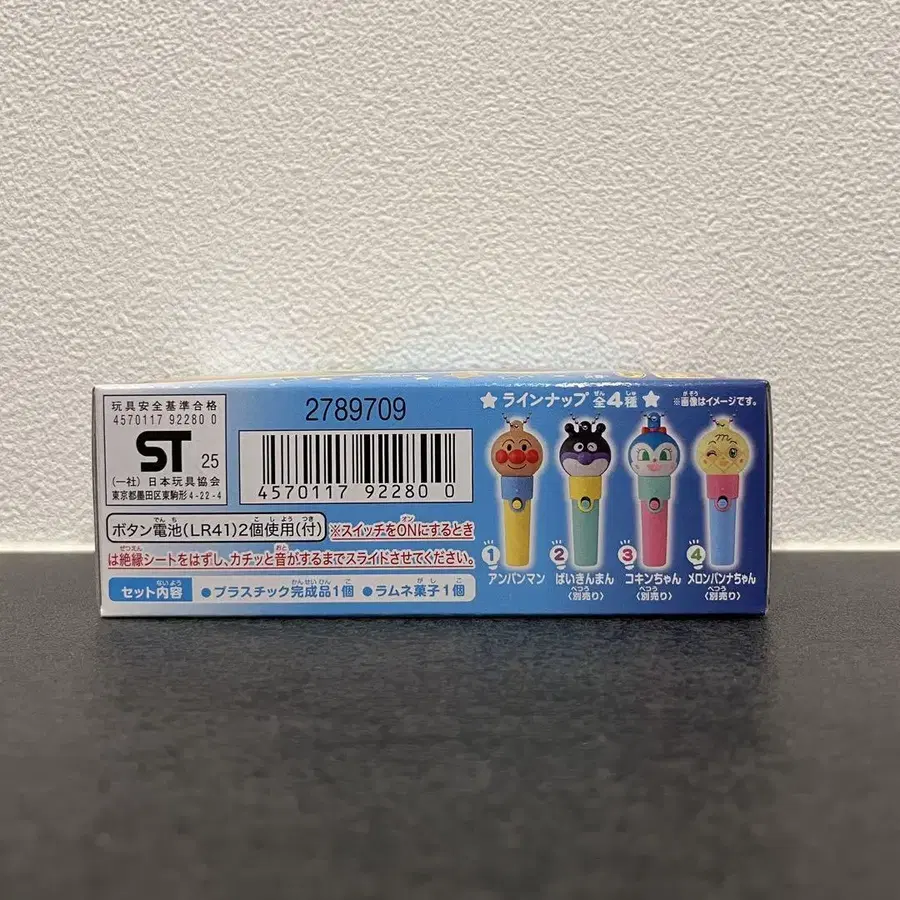 玩具安全基準合格
4570117 92280 0
ST 25
(一社) 日本玩具協会
東京都墨田区東駒形4-22-4
2789709
4 570117 922800
ボタン電池(LR41)2個使用(付) ※スイッチをONにするとき
は絶縁シートをはずし、カチッと音がするまでスライドさせてください。
セット内容 ●プラスチック完成品1個 ●ラムネ菓子1個
★ラインナップ 全4種★ ※画像はイメージです。
1 アンパンマン
2 ばいきんまん
〈別売り〉
3 コキンちゃん
〈別売り〉
4 メロンパンナちゃん
〈別売り〉